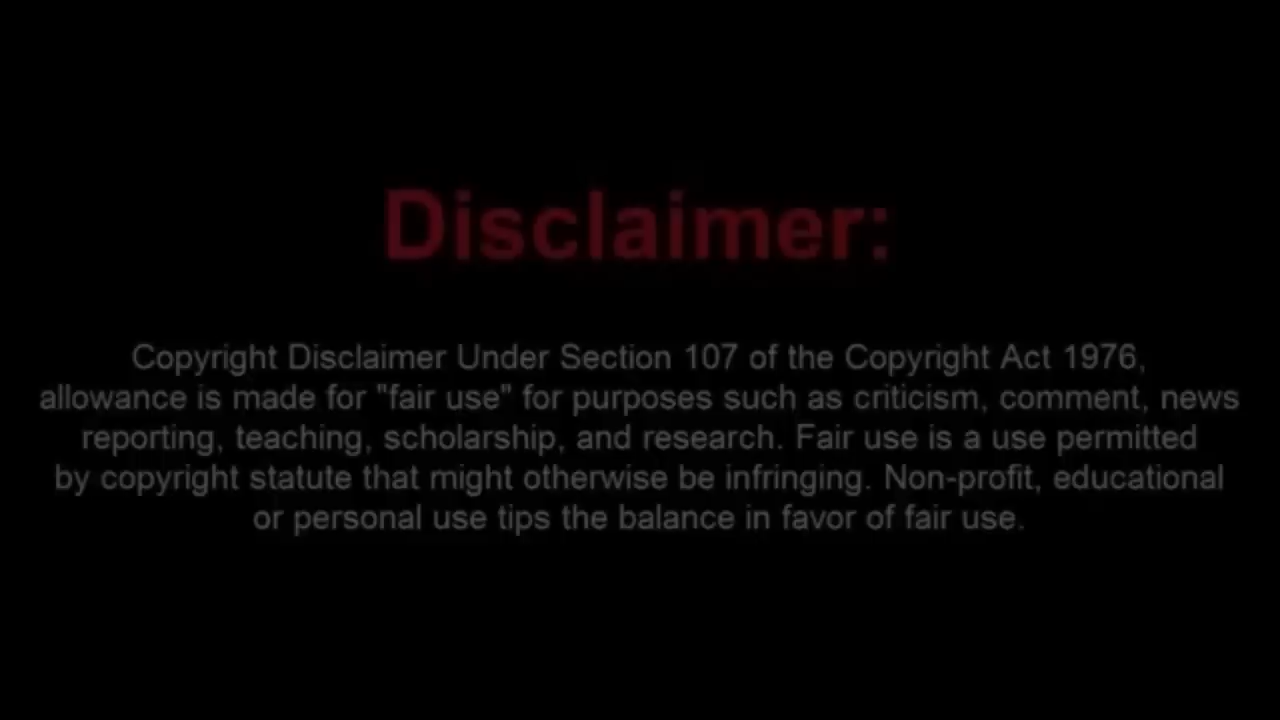 Disclaimer:
Copyright Disclaimer Under Section 107 of the Copyright Act 1976,
allowance is made for "fair use" for purposes such as criticism, comment, news
reporting, teaching, scholarship, and research. Fair use is a use permitted
by copyright statute that might otherwise be infringing. Non-profit, educational
or personal use tips the balance in favor of fair use.